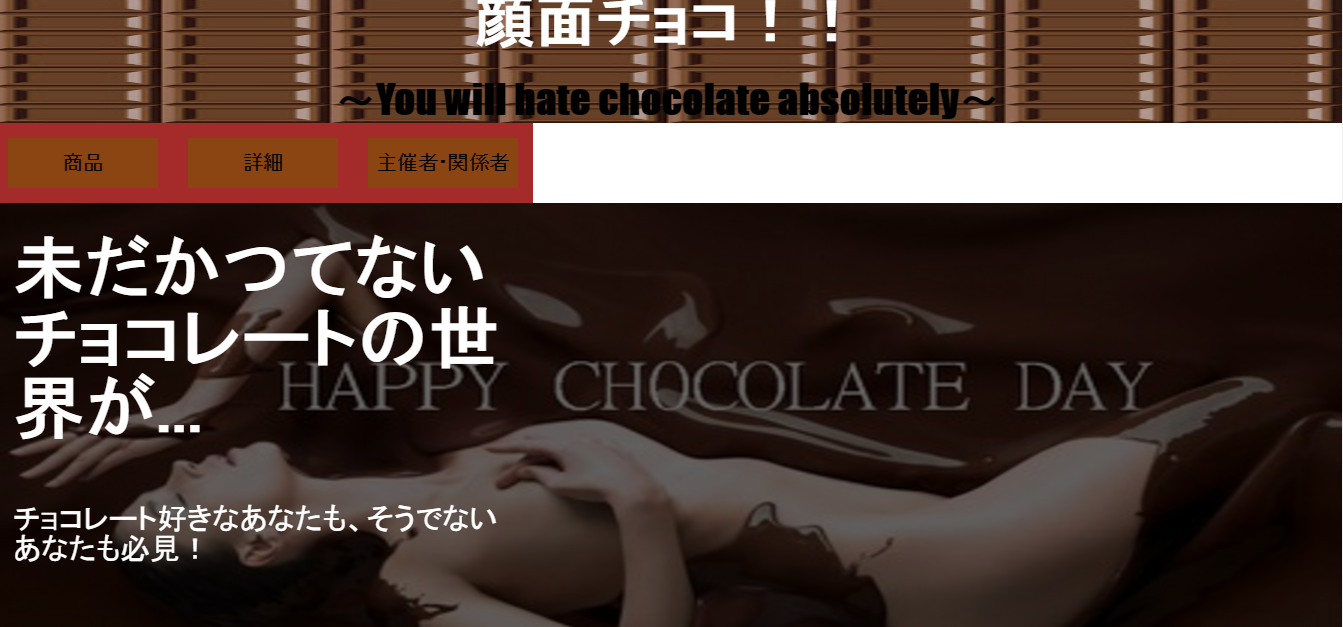 顔面チョコ！！
～You will hate chocolate absolutely～
商品
詳細
主催者・関係者
未だかつてない
チョコレートの世
界が...
HAPPY CHOCOLATE DAY
チョコレート好きなあなたも、そうでない
あなたも必見！